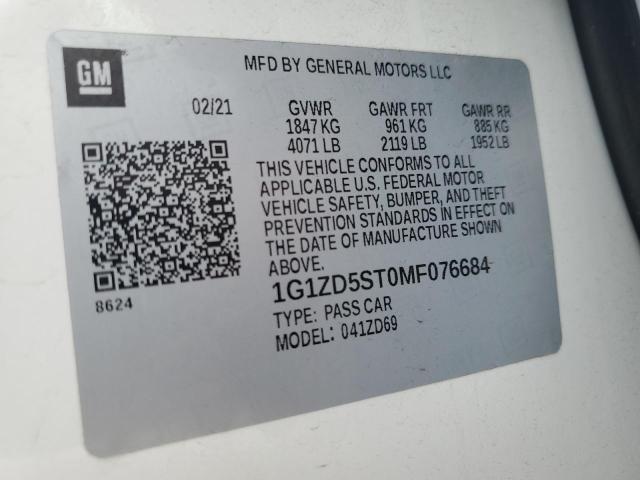 GM
MFD BY GENERAL MOTORS LLC
02/21 GVWR GAWR FRT GAWR RR
1847 KG 961 KG 885 KG
4071 LB 2119 LB 1952 LB
THIS VEHICLE CONFORMS TO ALL
APPLICABLE U.S. FEDERAL MOTOR
VEHICLE SAFETY, BUMPER, AND THEFT
PREVENTION STANDARDS IN EFFECT ON
THE DATE OF MANUFACTURE SHOWN
ABOVE.
8624
1G1ZD5ST0MF076684
TYPE: PASS CAR
MODEL: 041ZD69